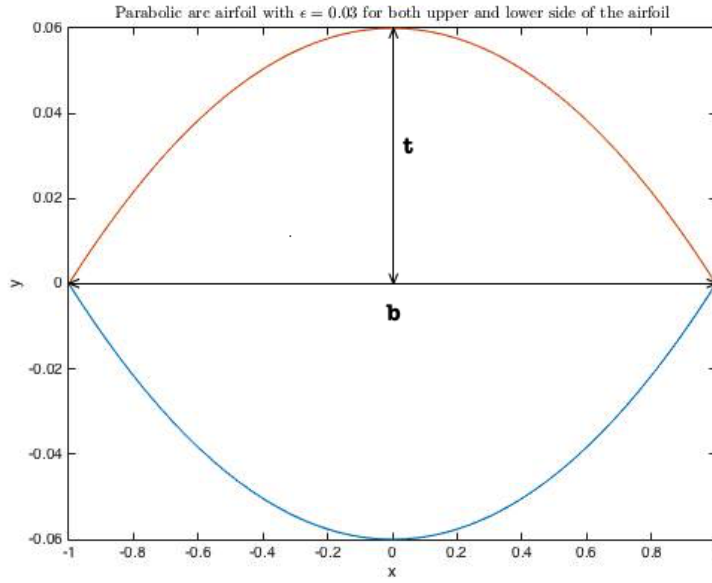 Parabolic arc airfoil with ϵ = 0.03 for both upper and lower side of the airfoil
0.06
0.04
t
0.02
y
0
b
-0.02
-0.04
-0.06
-1 -0.8 -0.6 -0.4 -0.2 0 0.2 0.4 0.6 0.8
x